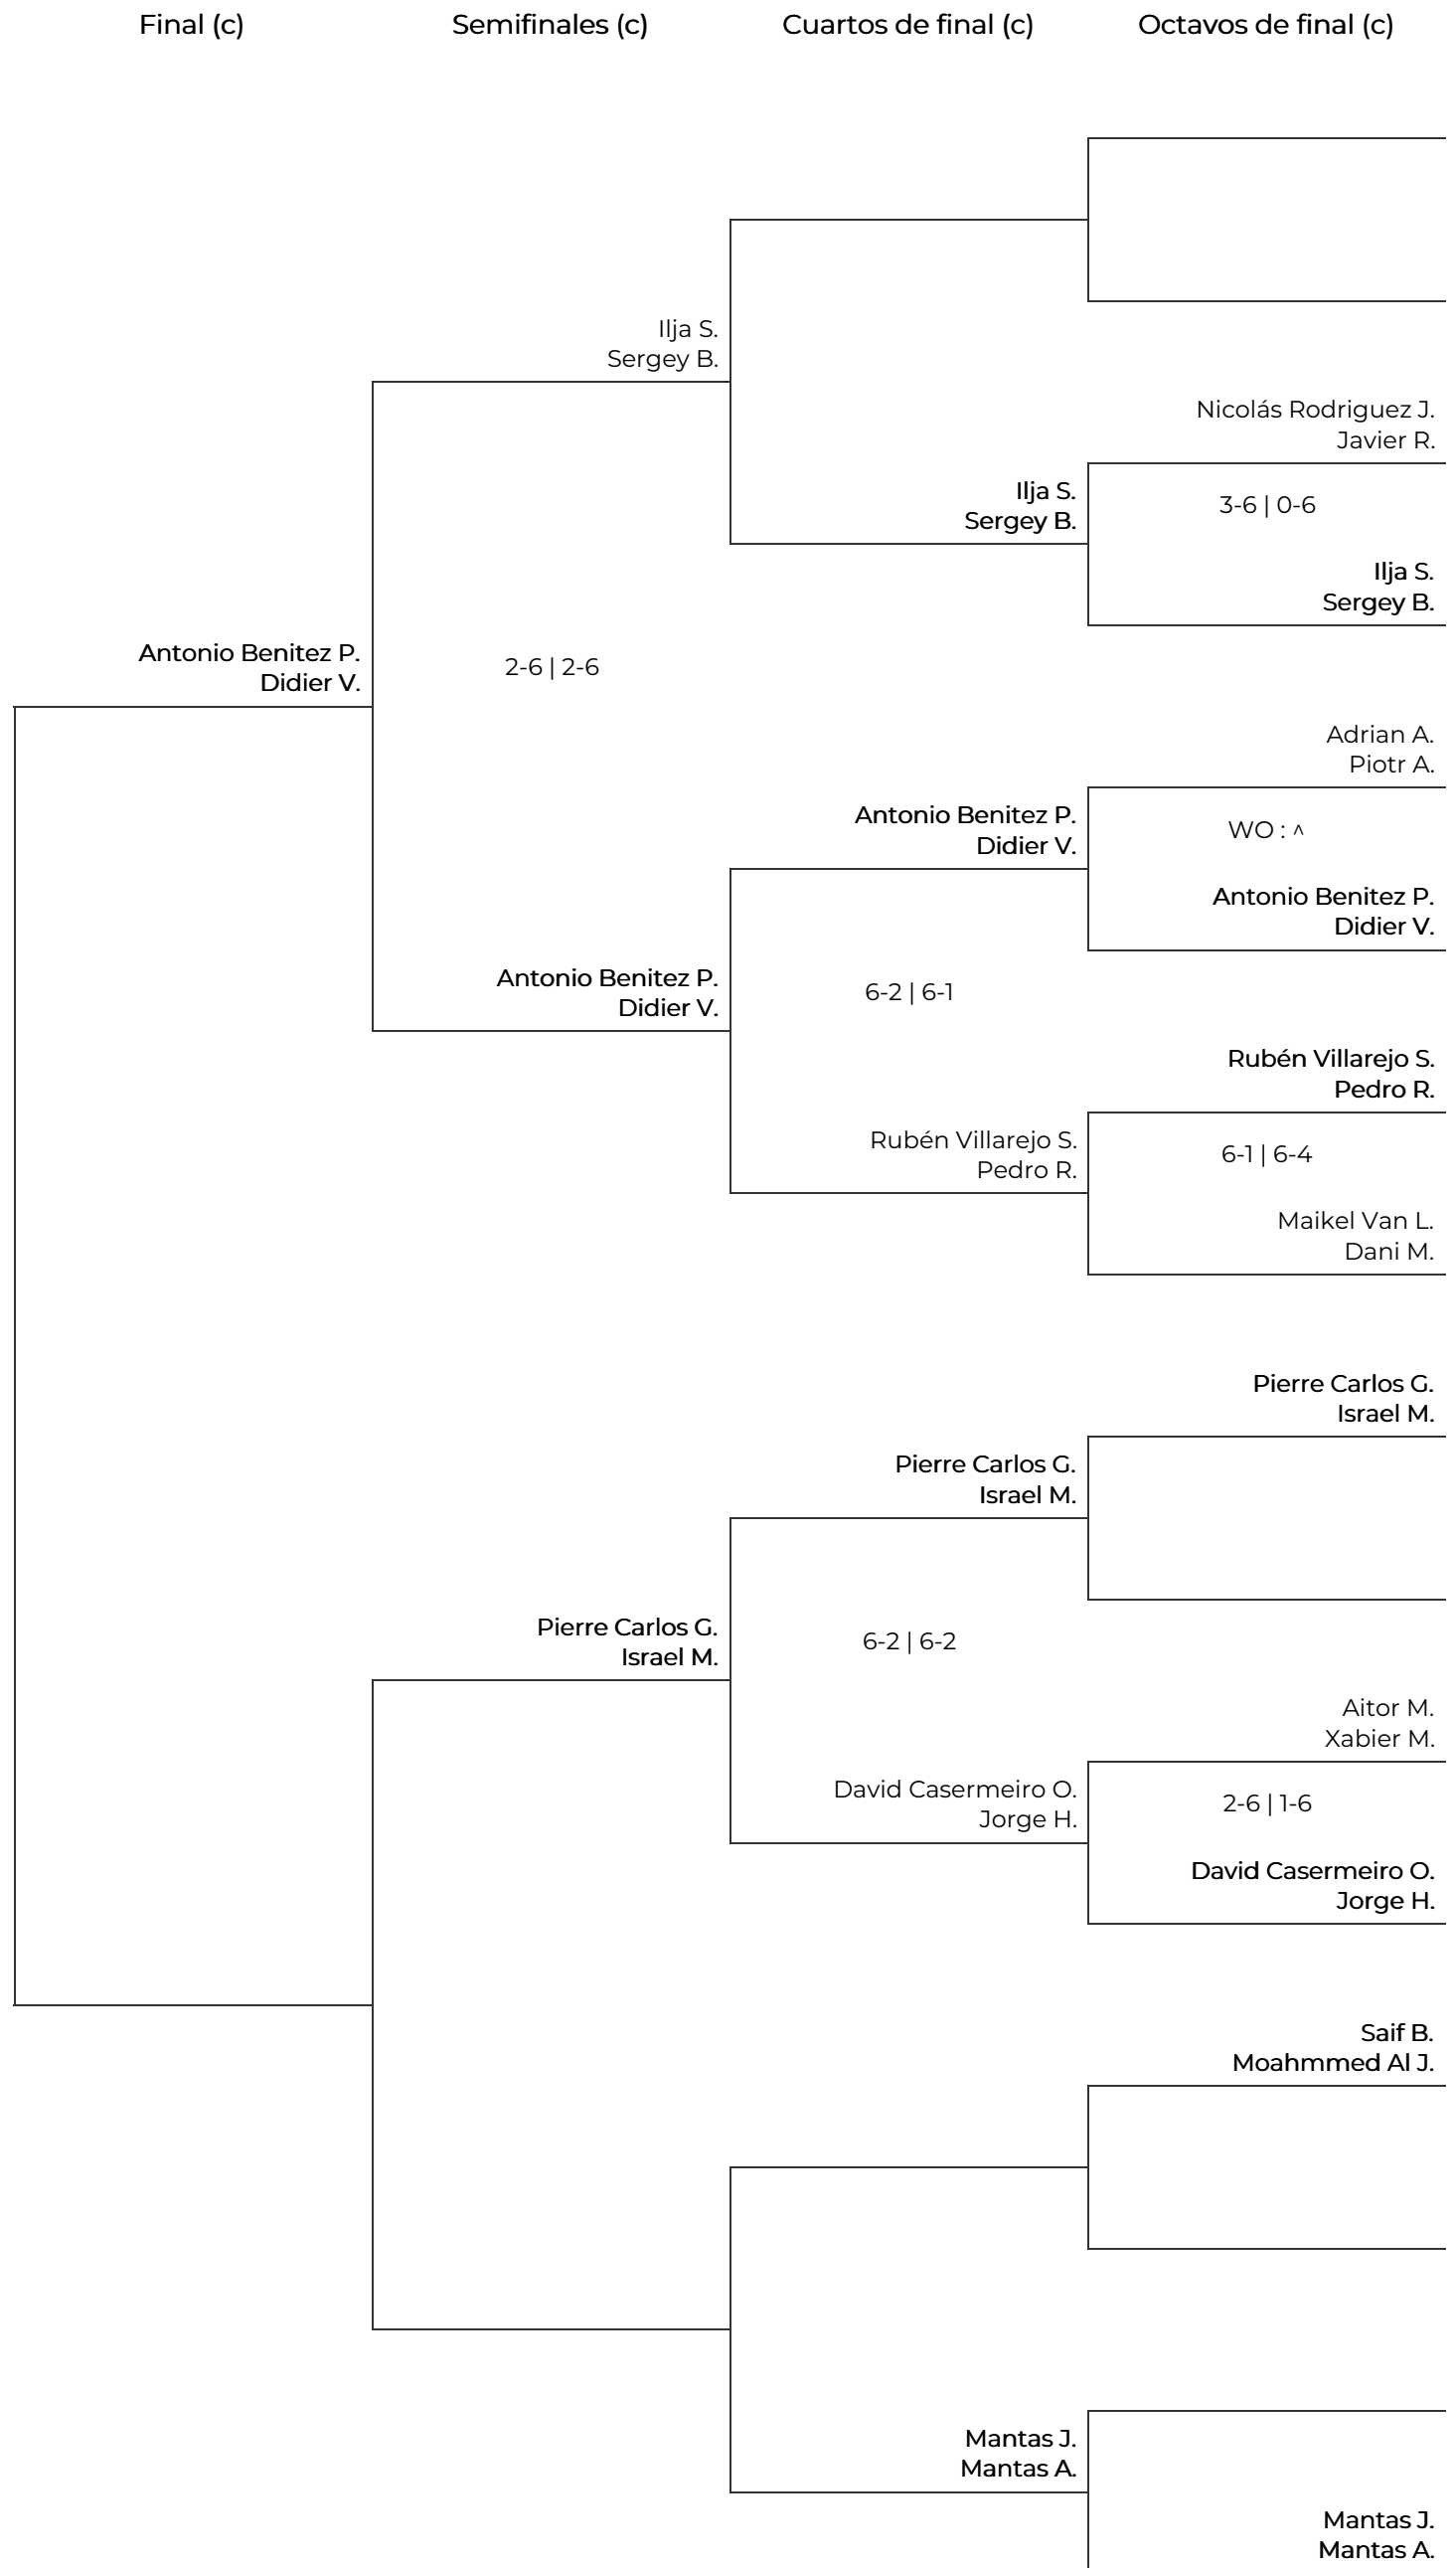 Final (c)
Semifinales (c)
Cuartos de final (c)
Octavos de final (c)
Ilja S.
Sergey B.
Nicolás Rodriguez J.
Javier R.
Ilja S.
Sergey B.
3-6 | 0-6
Ilja S.
Sergey B.
Antonio Benitez P.
Didier V.
2-6 | 2-6
Adrian A.
Piotr A.
Antonio Benitez P.
Didier V.
WO : ^
Antonio Benitez P.
Didier V.
Antonio Benitez P.
Didier V.
6-2 | 6-1
Rubén Villarejo S.
Pedro R.
Rubén Villarejo S.
Pedro R.
6-1 | 6-4
Maikel Van L.
Dani M.
Pierre Carlos G.
Israel M.
Pierre Carlos G.
Israel M.
Pierre Carlos G.
Israel M.
6-2 | 6-2
Aitor M.
Xabier M.
David Casermeiro O.
Jorge H.
2-6 | 1-6
David Casermeiro O.
Jorge H.
Saif B.
Moahmmed Al J.
Mantas J.
Mantas A.
Mantas J.
Mantas A.